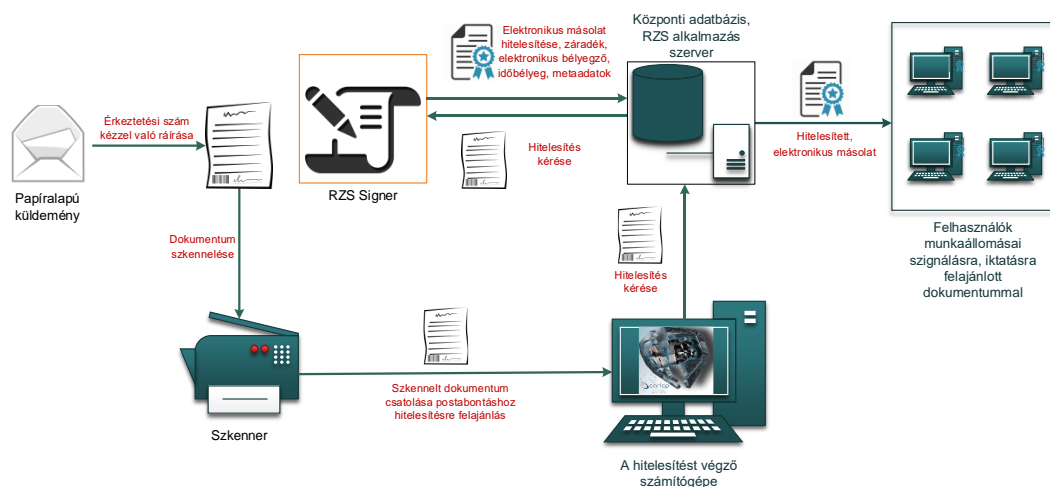 Elektronikus másolat
hitelesítése, záradék,
elektronikus bélyegző,
időbélyeg, metaadatok
Központi adatbázis,
RZS alkalmazás
szerver
Érkeztetési szám
kézzel való ráírása
Papíralapú
küldemény
RZS Signer
Hitelesítés
kérése
Hitelesített,
elektronikus másolat
Felhasználók
munkaállomásai
szignálásra, iktatásra
felajánlott
dokumentummal
Dokumentum
szkennelése
Hitelesítés
kérése
Szkennelt dokumentum
csatolása postabontáshoz
hitelesítésre felajánlás
Szkenner
A hitelesítést végző
számítógépe